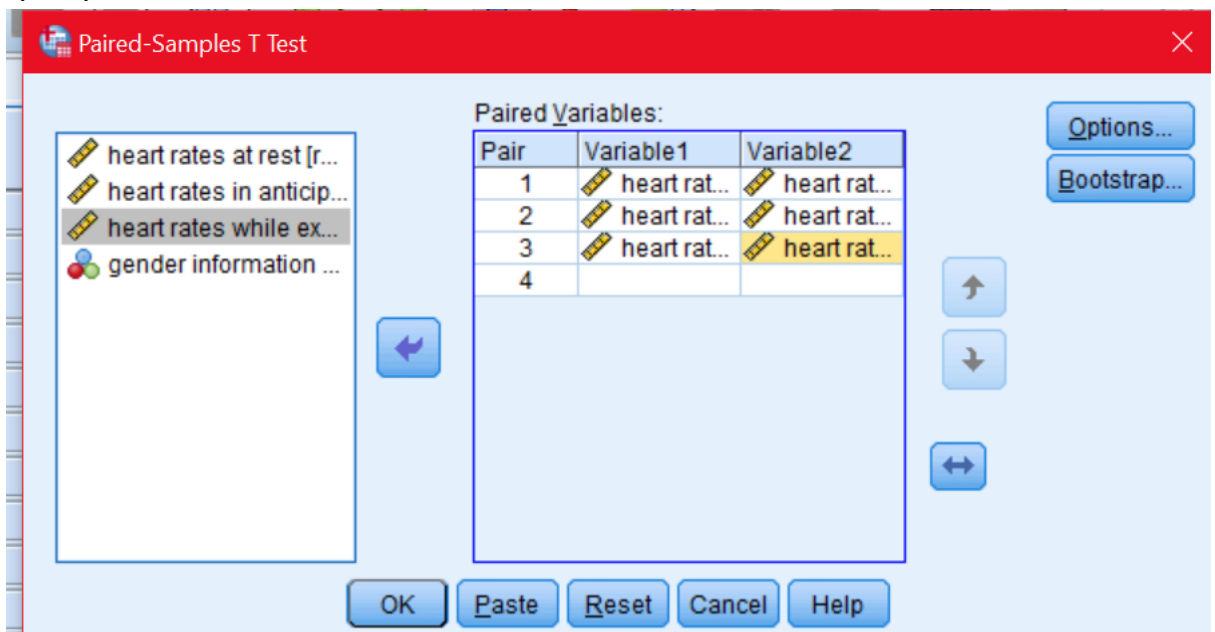 Paired-Samples T Test
Paired Variables:
Options...
Bootstrap...
heart rates at rest [r...
heart rates in anticip...
heart rates while ex...
gender information ...
Pair Variable1 Variable2
1 heart rat... heart rat...
2 heart rat... heart rat...
3 heart rat... heart rat...
4
OK Paste Reset Cancel Help